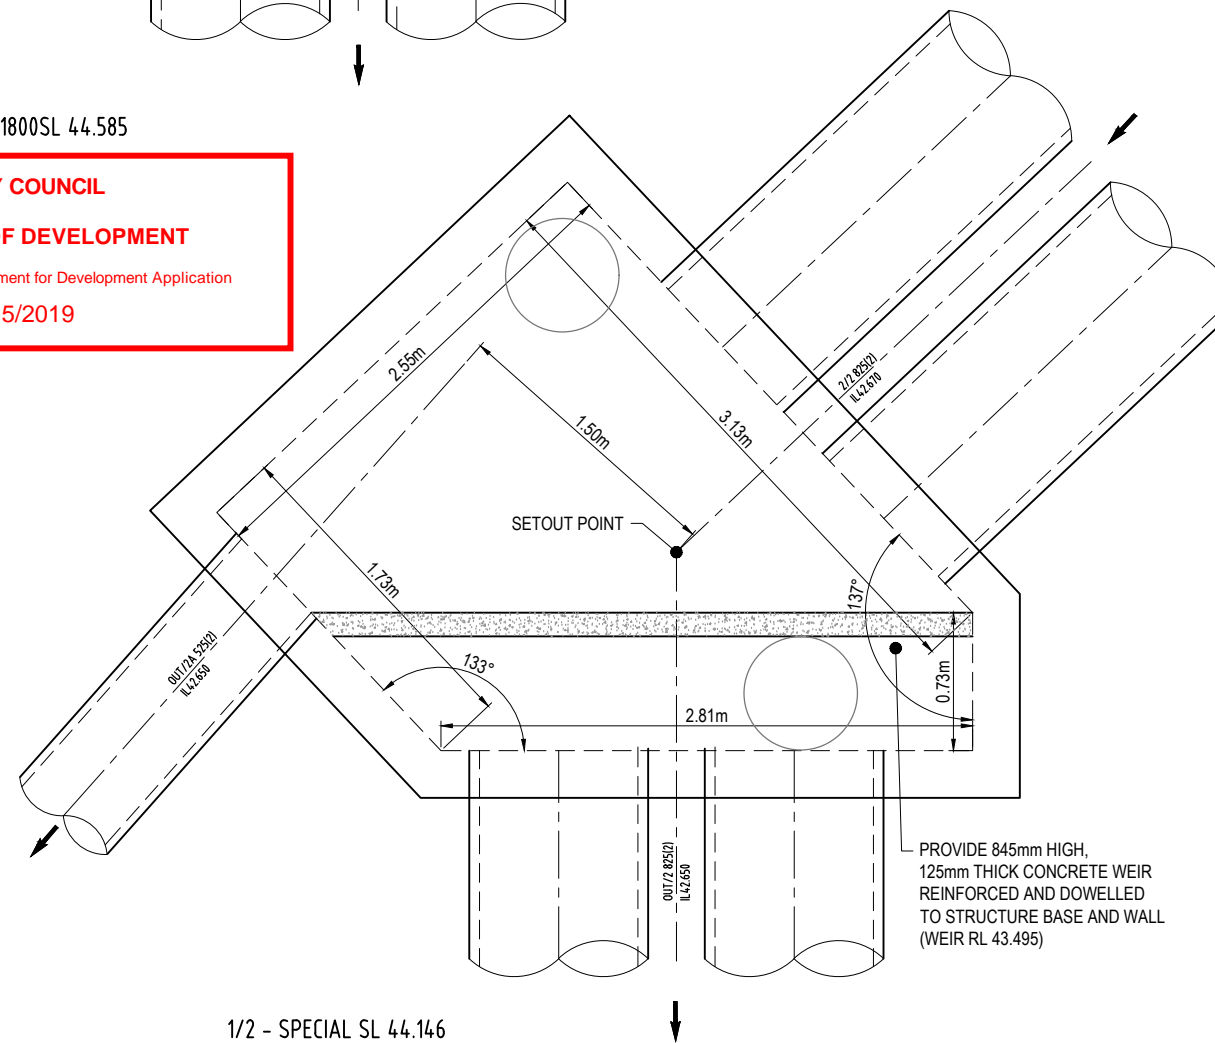 1800SL 44.585
Y COUNCIL
OF DEVELOPMENT
ment for Development Application
5/2019
2.55m
1.50m
3.13m
2/2 825(2)
IL42.670
SETOUT POINT
1.73m
137°
OUT/2A 525(2)
IL42.650
133°
0.73m
2.81m
OUT/2 825(2)
IL42.650
PROVIDE 845mm HIGH,
125mm THICK CONCRETE WEIR
REINFORCED AND DOWELLED
TO STRUCTURE BASE AND WALL
(WEIR RL 43.495)
1/2 - SPECIAL SL 44.146